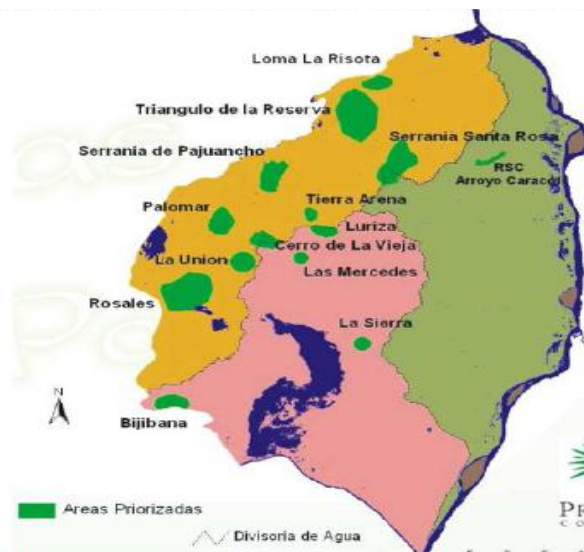 Loma La Risota
Triangulo de la Reserva
Serrania Santa Rosa
Serrania de Pajuancho
RSC
Arroyo Caracol
Tierra Arena
Palomar
Luriza
Cerro de La Vieja
La Union
Las Mercedes
Rosales
La Sierra
N
Bijibana
Areas Priorizadas
Divisoria de Agua